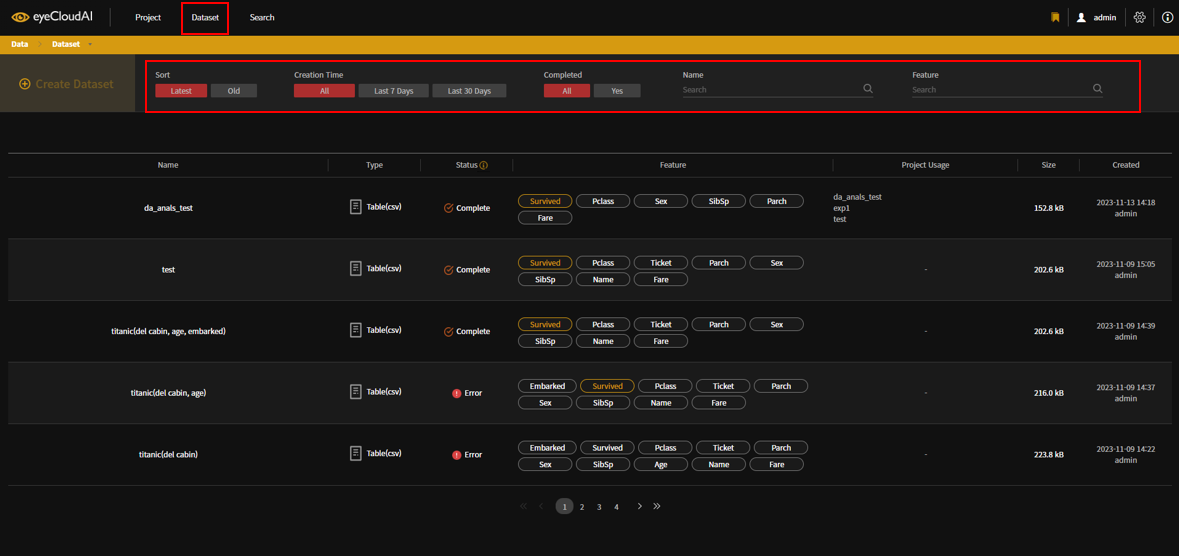 eyeCloudAI Project Dataset Search admin
Data Dataset
Create Dataset
Sort Creation Time Completed Name Feature
Latest Old All Last 7 Days Last 30 Days All Yes Search Search
Name Type Status Feature Project Usage Size Created
da_anals_test Table(csv) Complete Survived Pclass Sex SibSp Parch Fare da_anals_test exp1 test 152.8 kB 2023-11-13 14:18 admin
test Table(csv) Complete Survived Pclass Ticket Parch Sex SibSp Name Fare - 202.6 kB 2023-11-09 15:05 admin
titanic(del cabin, age, embarked) Table(csv) Complete Survived Pclass Ticket Parch Sex SibSp Name Fare - 202.6 kB 2023-11-09 14:39 admin
titanic(del cabin, age) Table(csv) Error Embarked Survived Pclass Ticket Parch Sex SibSp Name Fare - 216.0 kB 2023-11-09 14:37 admin
titanic(del cabin) Table(csv) Error Embarked Survived Pclass Ticket Parch Sex SibSp Age Name Fare - 223.8 kB 2023-11-09 14:22 admin
1 2 3 4